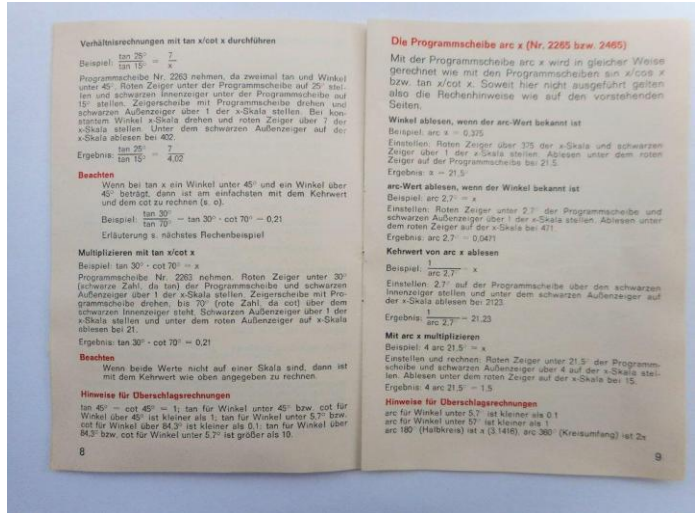 Verhältnisrechnungen mit tan x/cot x durchführen
Beispiel: tan 25° / tan 15° = 7 / x
Programmscheibe Nr. 2263 nehmen, da zweimal tan und Winkel
unter 45°. Roten Zeiger unter der Programmscheibe auf 25° stel-
len und schwarzen Innenzeiger unter der Programmscheibe auf
15° stellen. Zeigerscheibe mit Programmscheibe drehen und
schwarzen Außenzeiger über 1 der x-Skala stellen. Bei kon-
stantem Winkel x-Skala drehen und roten Zeiger über 7 der
x-Skala stellen. Unter dem schwarzen Außenzeiger auf der
x-Skala ablesen bei 402.
Ergebnis: tan 25° / tan 15° = 7 / 4,02
Beachten
Wenn bei tan x ein Winkel unter 45° und ein Winkel über
45° beträgt, dann ist am einfachsten mit dem Kehrwert
und dem cot zu rechnen (s. o).
Beispiel: tan 30° / tan 70° = tan 30° · cot 70° = 0,21
Erläuterung s. nächstes Rechenbeispiel
Multiplizieren mit tan x/cot x
Beispiel: tan 30° · cot 70° = x
Programmscheibe Nr. 2263 nehmen. Roten Zeiger unter 30°
(schwarze Zahl, da tan) der Programmscheibe und schwarzen
Außenzeiger über 1 der x-Skala stellen. Zeigerscheibe mit Pro-
grammscheibe drehen, bis 70° (rote Zahl, da cot) über dem
schwarzen Innenzeiger steht. Schwarzen Außenzeiger über 1 der
x-Skala stellen und unter dem roten Außenzeiger auf x-Skala
ablesen bei 21.
Ergebnis: tan 30° · cot 70° = 0,21
Beachten
Wenn beide Werte nicht auf einer Skala sind, dann ist
mit dem Kehrwert wie oben angegeben zu rechnen.
Hinweise für Überschlagsrechnungen
tan 45° = cot 45° = 1; tan für Winkel unter 45° bzw. cot für
Winkel über 45° ist kleiner als 1; tan für Winkel unter 5,7° bzw.
cot für Winkel über 84,3° ist kleiner als 0,1; tan für Winkel über
84,3° bzw. cot für Winkel unter 5,7° ist größer als 10.
8
Die Programmscheibe arc x (Nr. 2265 bzw. 2465)
Mit der Programmscheibe arc x wird in gleicher Weise
gerechnet wie mit den Programmscheiben sin x/cos x
bzw. tan x/cot x. Soweit hier nicht ausgeführt gelten
also die Rechenhinweise wie auf den vorstehenden
Seiten.
Winkel ablesen, wenn der arc-Wert bekannt ist
Beispiel: arc x = 0,375
Einstellen: Roten Zeiger über 375 der x-Skala und schwarzen
Zeiger über 1 der x-Skala stellen. Ablesen unter dem roten
Zeiger auf der Programmscheibe bei 21,5.
Ergebnis: x = 21,5°
arc-Wert ablesen, wenn der Winkel bekannt ist
Beispiel: arc 2,7° = x
Einstellen: Roten Zeiger unter 2,7° der Programmscheibe und
schwarzen Außenzeiger über 1 der x-Skala stellen. Ablesen unter
dem roten Zeiger auf der x-Skala bei 471.
Ergebnis: arc 2,7° = 0,0471
Kehrwert von arc x ablesen
Beispiel: 1 / arc 2,7° = x
Einstellen: 2,7° auf der Programmscheibe über den schwarzen
Innenzeiger stellen und unter dem schwarzen Außenzeiger auf
der x-Skala ablesen bei 2123.
Ergebnis: 1 / arc 2,7° = 21,23
Mit arc x multiplizieren
Beispiel: 4 arc 21,5° = x
Einstellen und rechnen: Roten Zeiger unter 21,5° der Programm-
scheibe und schwarzen Außenzeiger über 4 auf der x-Skala stel-
len. Ablesen unter dem roten Zeiger auf der x-Skala bei 15.
Ergebnis: 4 arc 21,5° = 1,5
Hinweise für Überschlagsrechnungen
arc für Winkel unter 5,7° ist kleiner als 0,1
arc für Winkel unter 57° ist kleiner als 1
arc 180° (Halbkreis) ist π (3,1416), arc 360° (Kreisumfang) ist 2π
9